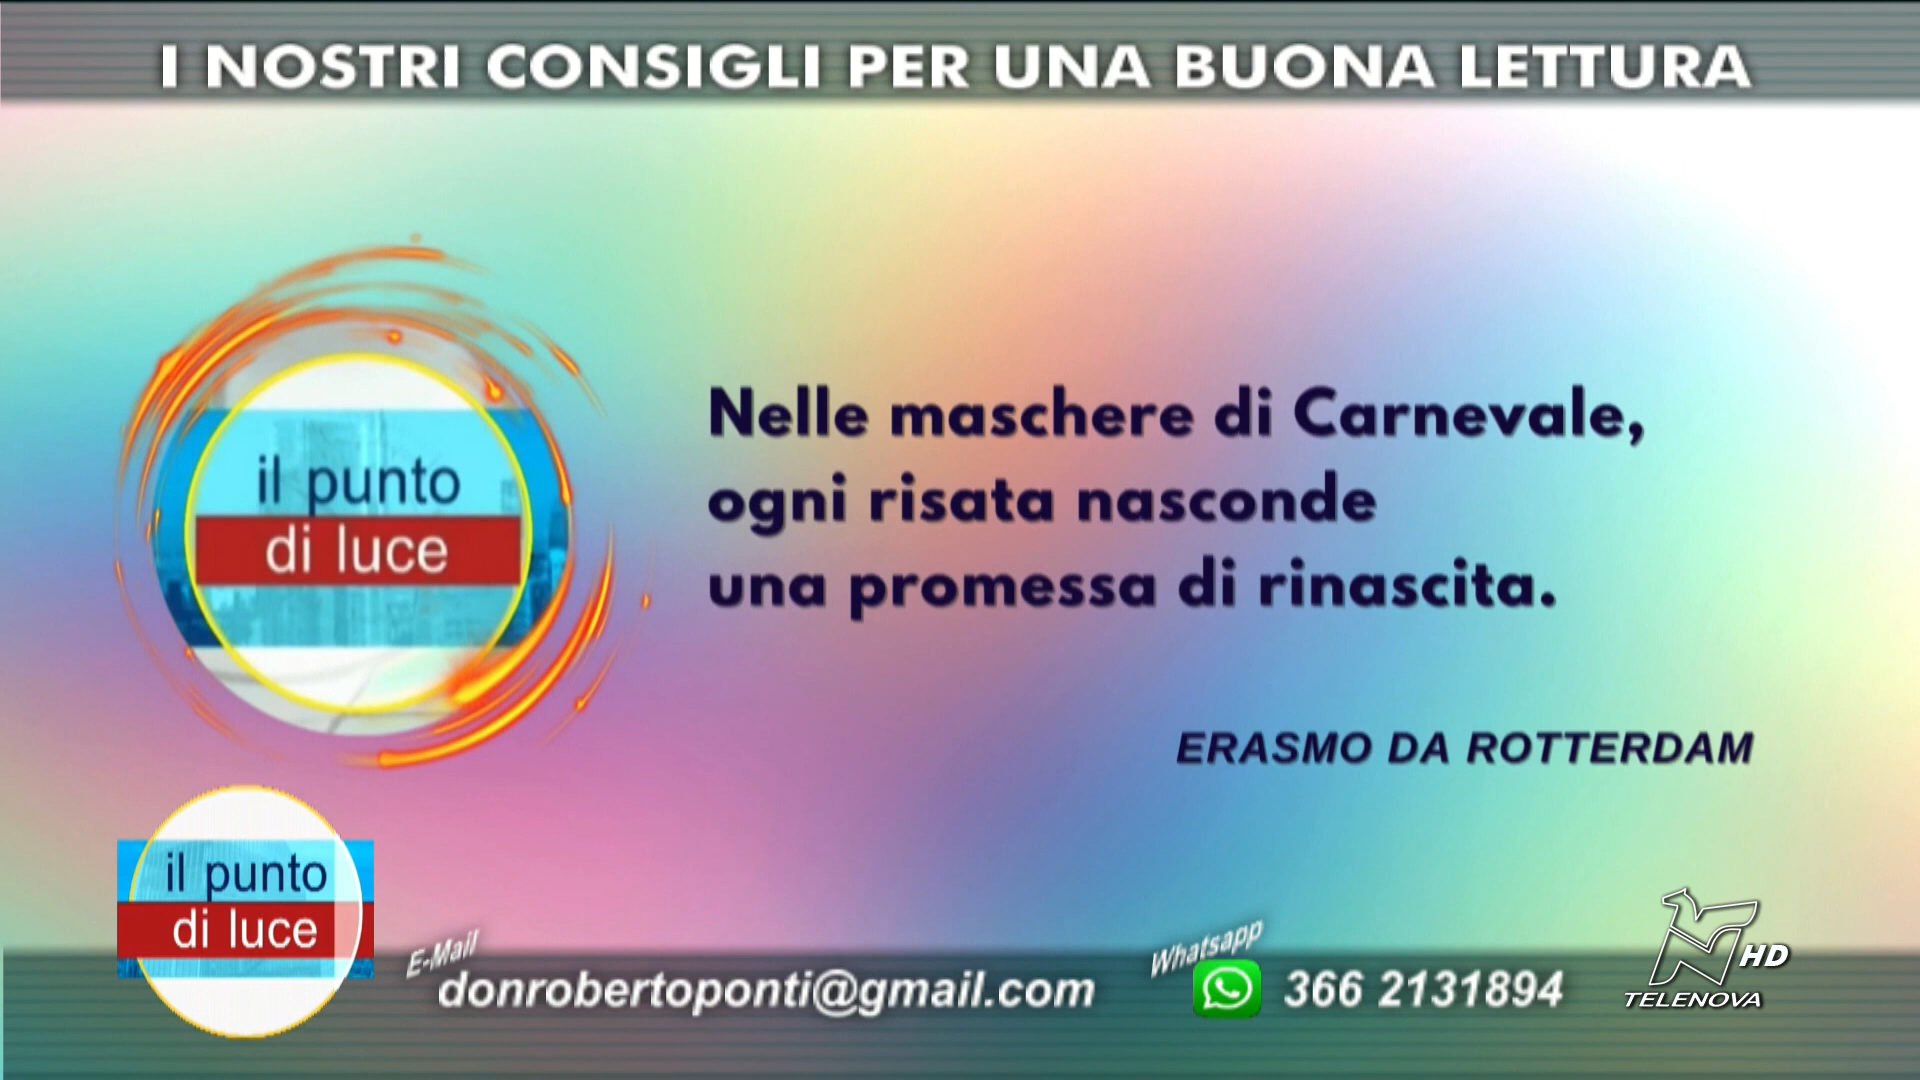 I NOSTRI CONSIGLI PER UNA BUONA LETTURA
il punto
di luce
Nelle maschere di Carnevale,
ogni risata nasconde
una promessa di rinascita.
ERASMO DA ROTTERDAM
il punto
di luce
E-Mail
donrobertoponti@gmail.com
Whatsapp
366 2131894
HD
TELENOVA